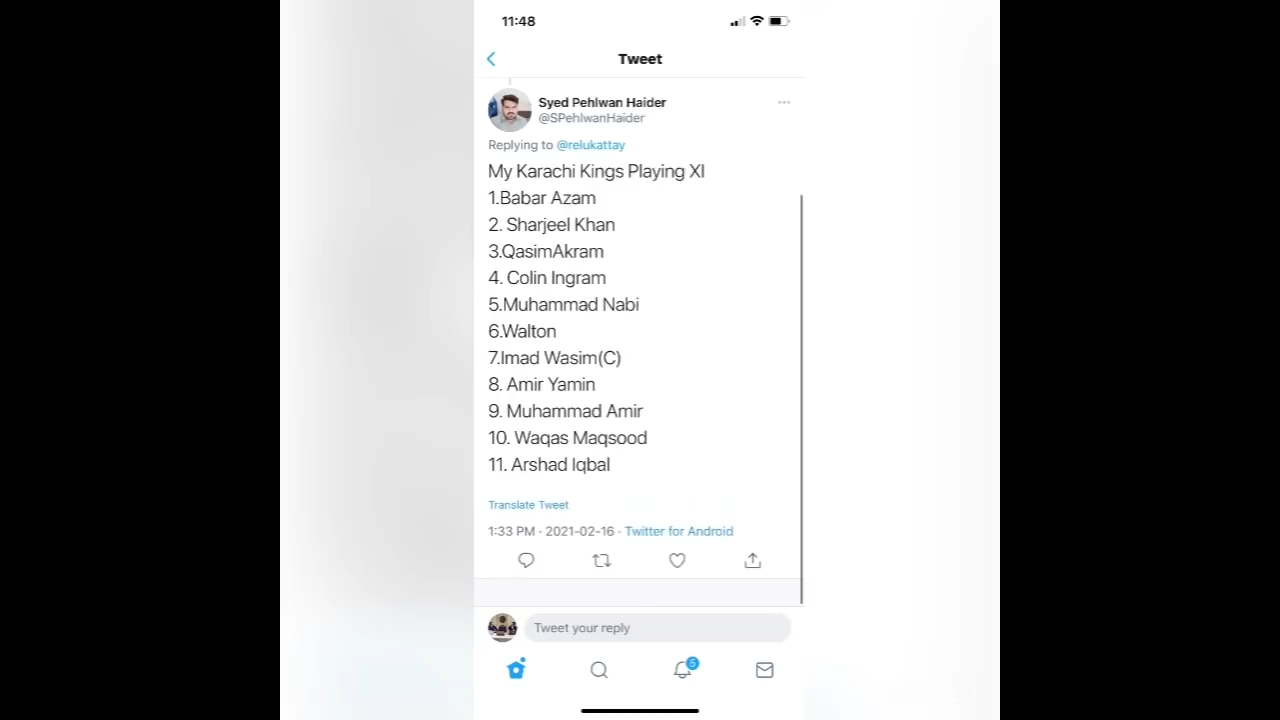 11:48
Tweet
Syed Pehlwan Haider
@SPehlwanHaider
Replying to @relukattay
My Karachi Kings Playing XI
1.Babar Azam
2. Sharjeel Khan
3.QasimAkram
4. Colin Ingram
5.Muhammad Nabi
6.Walton
7.Imad Wasim(C)
8. Amir Yamin
9. Muhammad Amir
10. Waqas Maqsood
11. Arshad Iqbal
Translate Tweet
1:33 PM · 2021-02-16 · Twitter for Android
Tweet your reply
5